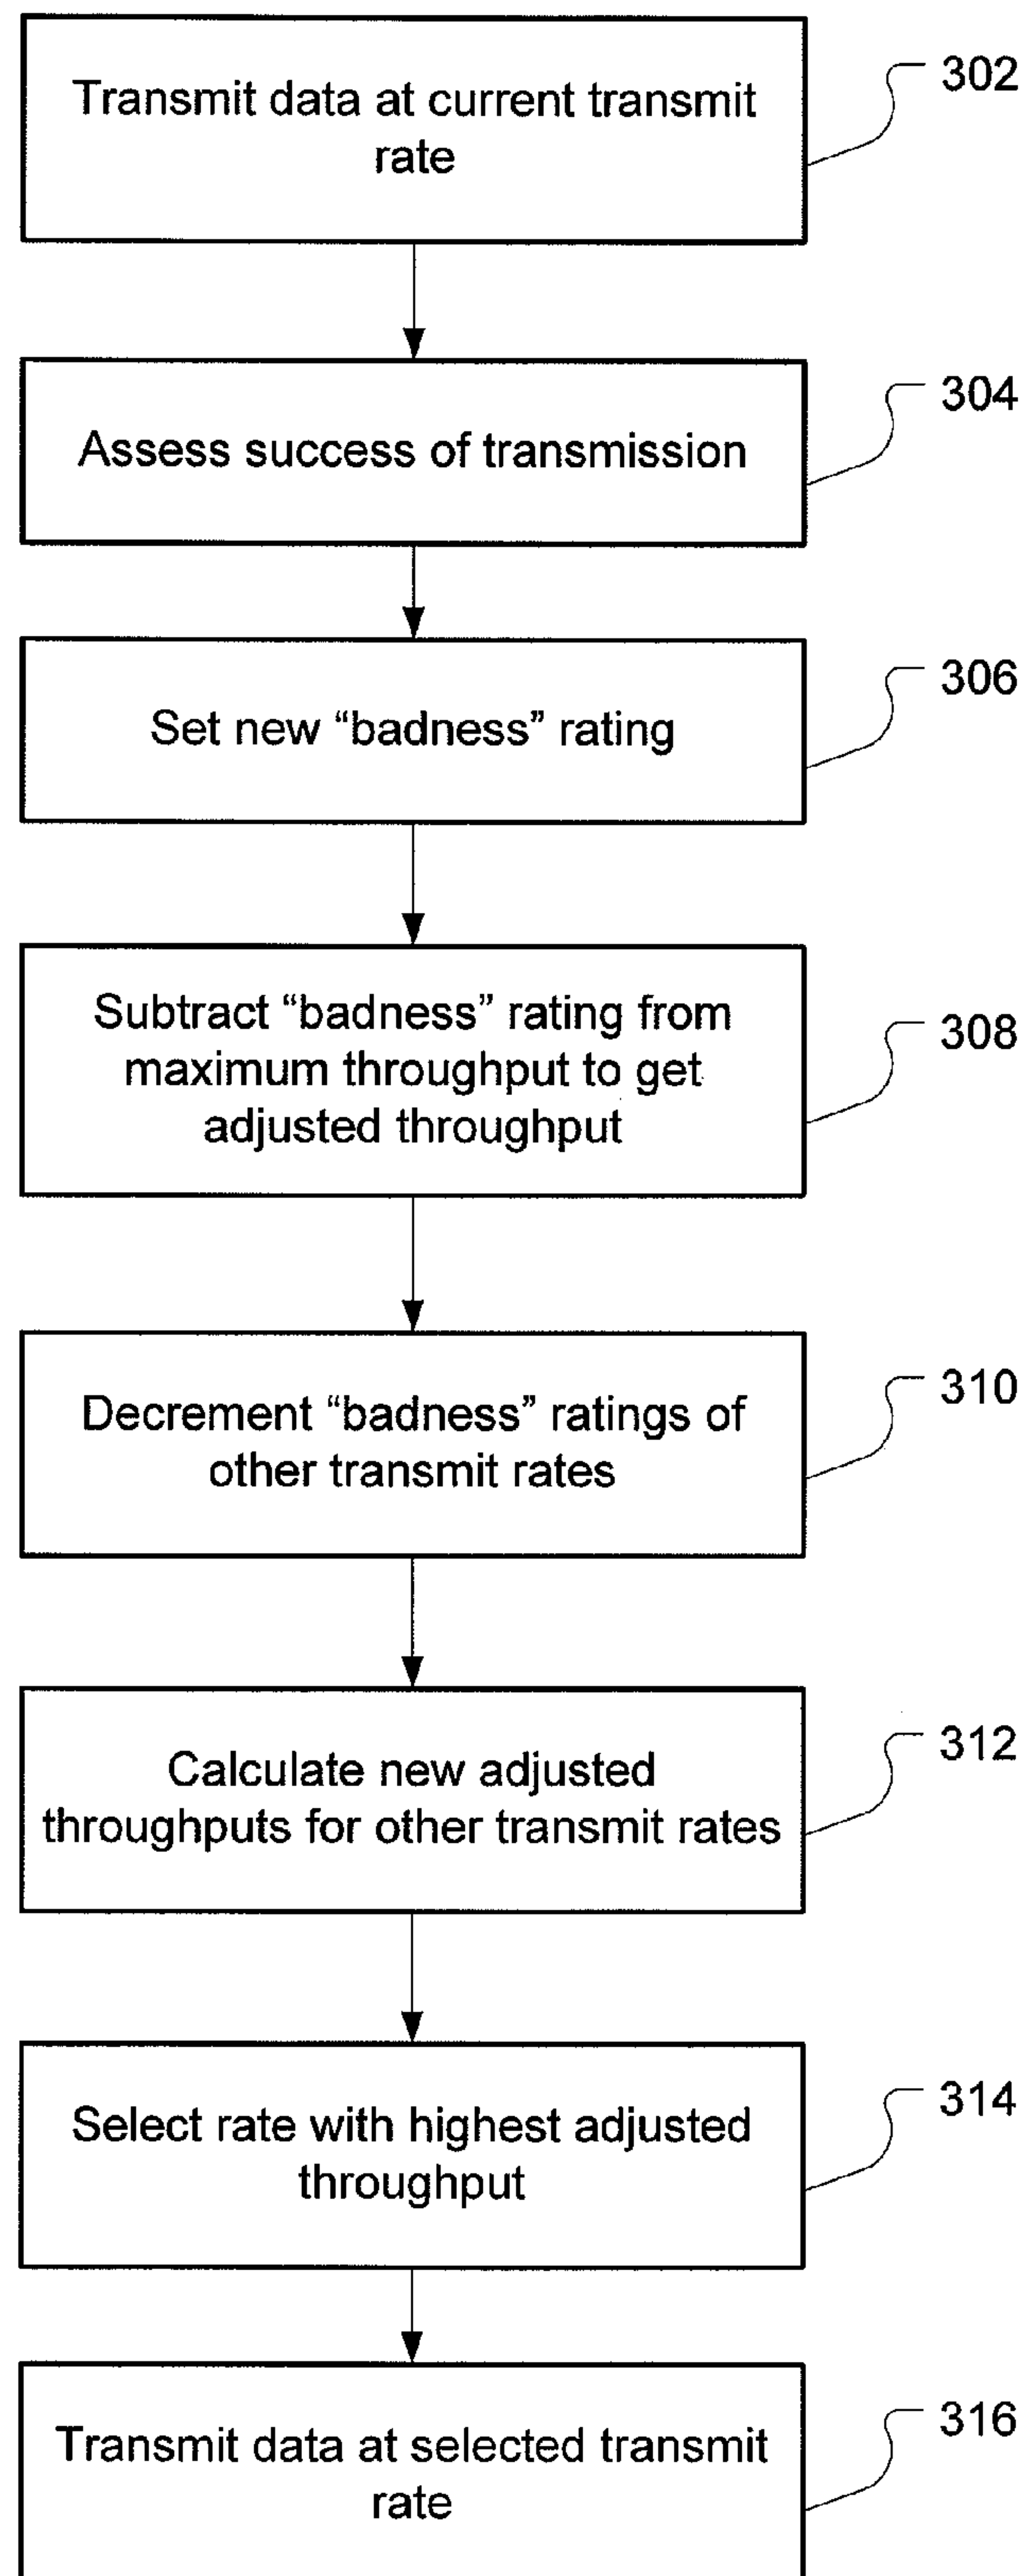 Transmit data at current transmit
rate
302
Assess success of transmission
304
Set new “badness” rating
306
Subtract “badness” rating from
maximum throughput to get
adjusted throughput
308
Decrement “badness” ratings of
other transmit rates
310
Calculate new adjusted
throughputs for other transmit rates
312
Select rate with highest adjusted
throughput
314
Transmit data at selected transmit
rate
316